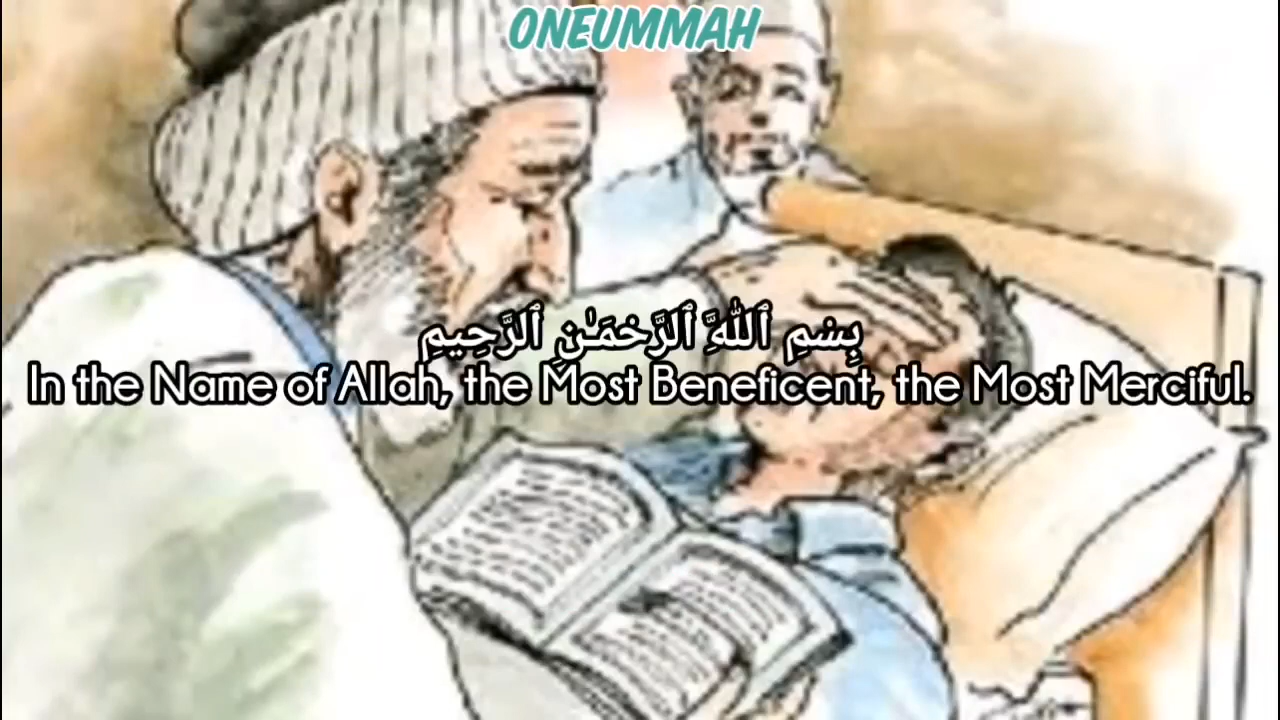 ONEUMMAH
بِسْمِ ٱللَّهِ ٱلرَّحْمَـٰنِ ٱلرَّحِيمِ
In the Name of Allah, the Most Beneficent, the Most Merciful.